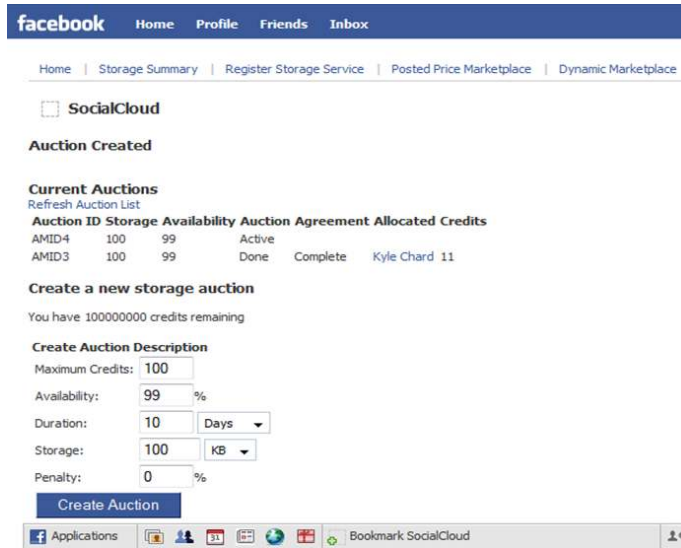 facebook Home Profile Friends Inbox
Home | Storage Summary | Register Storage Service | Posted Price Marketplace | Dynamic Marketplace
SocialCloud
Auction Created
Current Auctions
Refresh Auction List
Auction ID Storage Availability Auction Agreement Allocated Credits
AMID4 100 99 Active
AMID3 100 99 Done Complete Kyle Chard 11
Create a new storage auction
You have 100000000 credits remaining
Create Auction Description
Maximum Credits: 100
Availability: 99 %
Duration: 10 Days
Storage: 100 KB
Penalty: 0 %
Create Auction
Applications 31 Bookmark SocialCloud